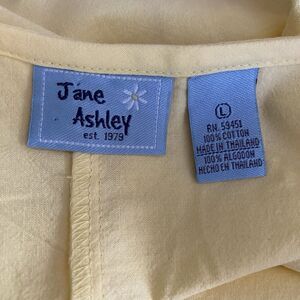 Jane
Ashley
est. 1979
L
RN. 59451
100% COTTON
MADE IN THAILAND
100% ALGODON
HECHO EN THAILAND